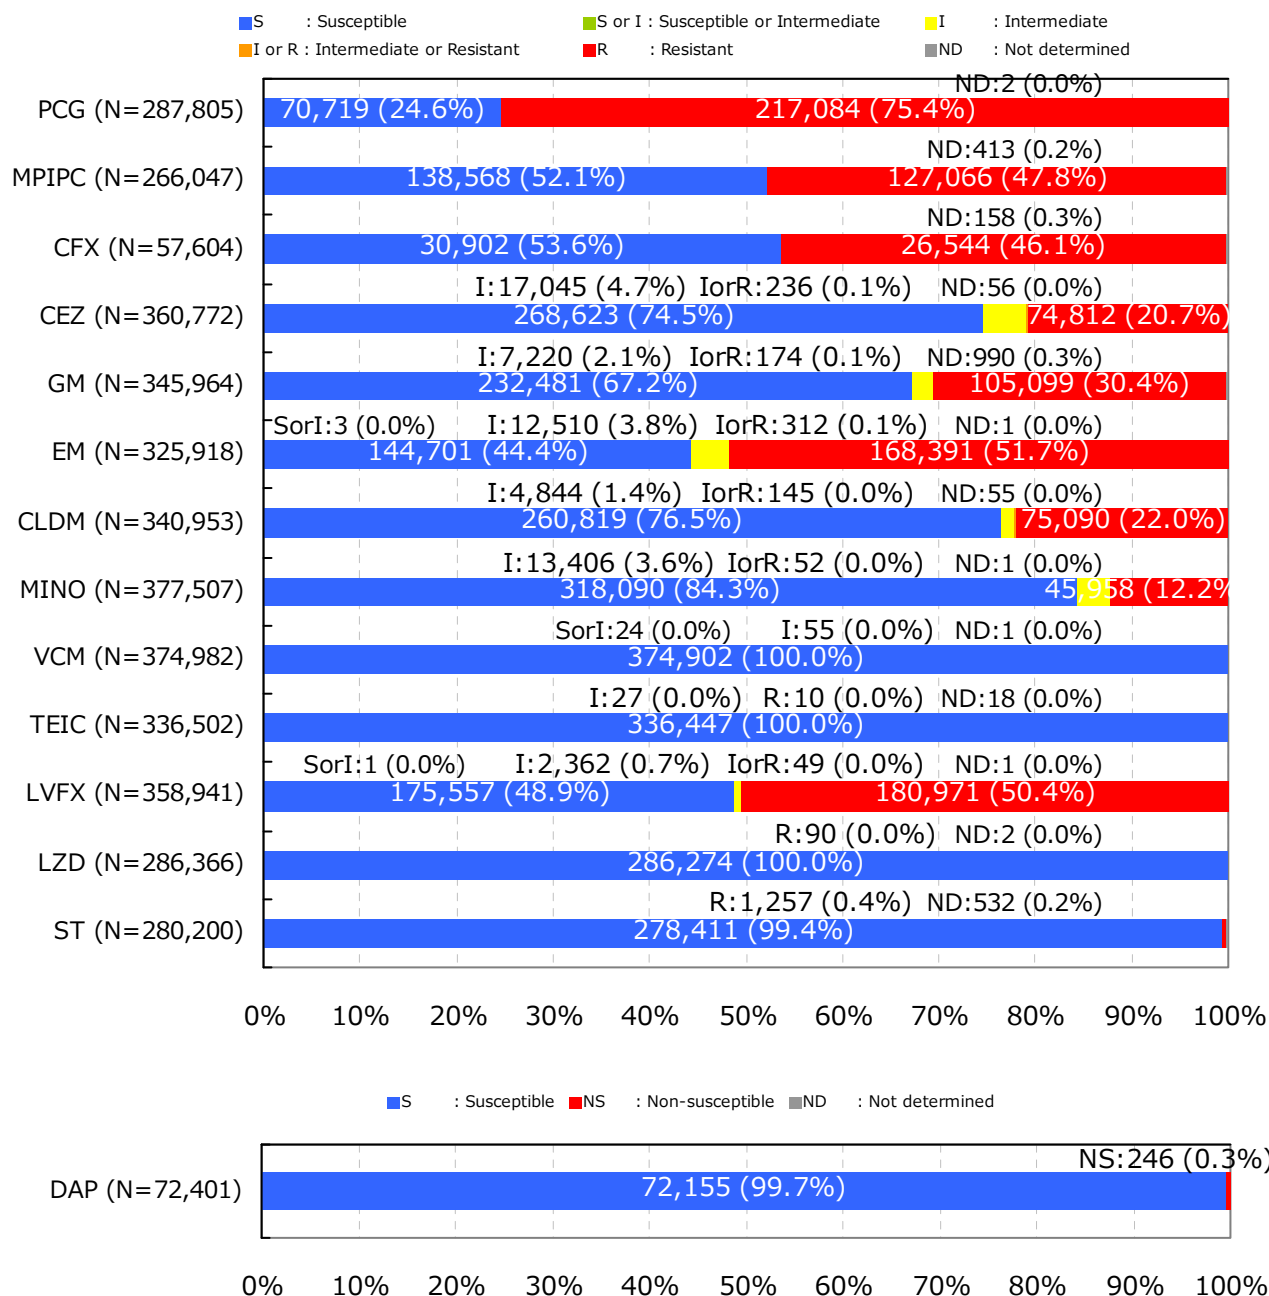 S : Susceptible S or I : Susceptible or Intermediate I : Intermediate
I or R : Intermediate or Resistant R : Resistant ND : Not determined
ND:2 (0.0%)
PCG (N=287,805) 70,719 (24.6%) 217,084 (75.4%)
ND:413 (0.2%)
MPIPC (N=266,047) 138,568 (52.1%) 127,066 (47.8%)
ND:158 (0.3%)
CFX (N=57,604) 30,902 (53.6%) 26,544 (46.1%)
I:17,045 (4.7%) IorR:236 (0.1%) ND:56 (0.0%)
CEZ (N=360,772) 268,623 (74.5%) 74,812 (20.7%)
I:7,220 (2.1%) IorR:174 (0.1%) ND:990 (0.3%)
GM (N=345,964) 232,481 (67.2%) 105,099 (30.4%)
SorI:3 (0.0%) I:12,510 (3.8%) IorR:312 (0.1%) ND:1 (0.0%)
EM (N=325,918) 144,701 (44.4%) 168,391 (51.7%)
I:4,844 (1.4%) IorR:145 (0.0%) ND:55 (0.0%)
CLDM (N=340,953) 260,819 (76.5%) 75,090 (22.0%)
I:13,406 (3.6%) IorR:52 (0.0%) ND:1 (0.0%)
MINO (N=377,507) 318,090 (84.3%) 45,958 (12.2%
SorI:24 (0.0%) I:55 (0.0%) ND:1 (0.0%)
VCM (N=374,982) 374,902 (100.0%)
I:27 (0.0%) R:10 (0.0%) ND:18 (0.0%)
TEIC (N=336,502) 336,447 (100.0%)
SorI:1 (0.0%) I:2,362 (0.7%) IorR:49 (0.0%) ND:1 (0.0%)
LVFX (N=358,941) 175,557 (48.9%) 180,971 (50.4%)
R:90 (0.0%) ND:2 (0.0%)
LZD (N=286,366) 286,274 (100.0%)
R:1,257 (0.4%) ND:532 (0.2%)
ST (N=280,200) 278,411 (99.4%)
0% 10% 20% 30% 40% 50% 60% 70% 80% 90% 100%
S : Susceptible NS : Non-susceptible ND : Not determined
NS:246 (0.3%)
DAP (N=72,401) 72,155 (99.7%)
0% 10% 20% 30% 40% 50% 60% 70% 80% 90% 100%